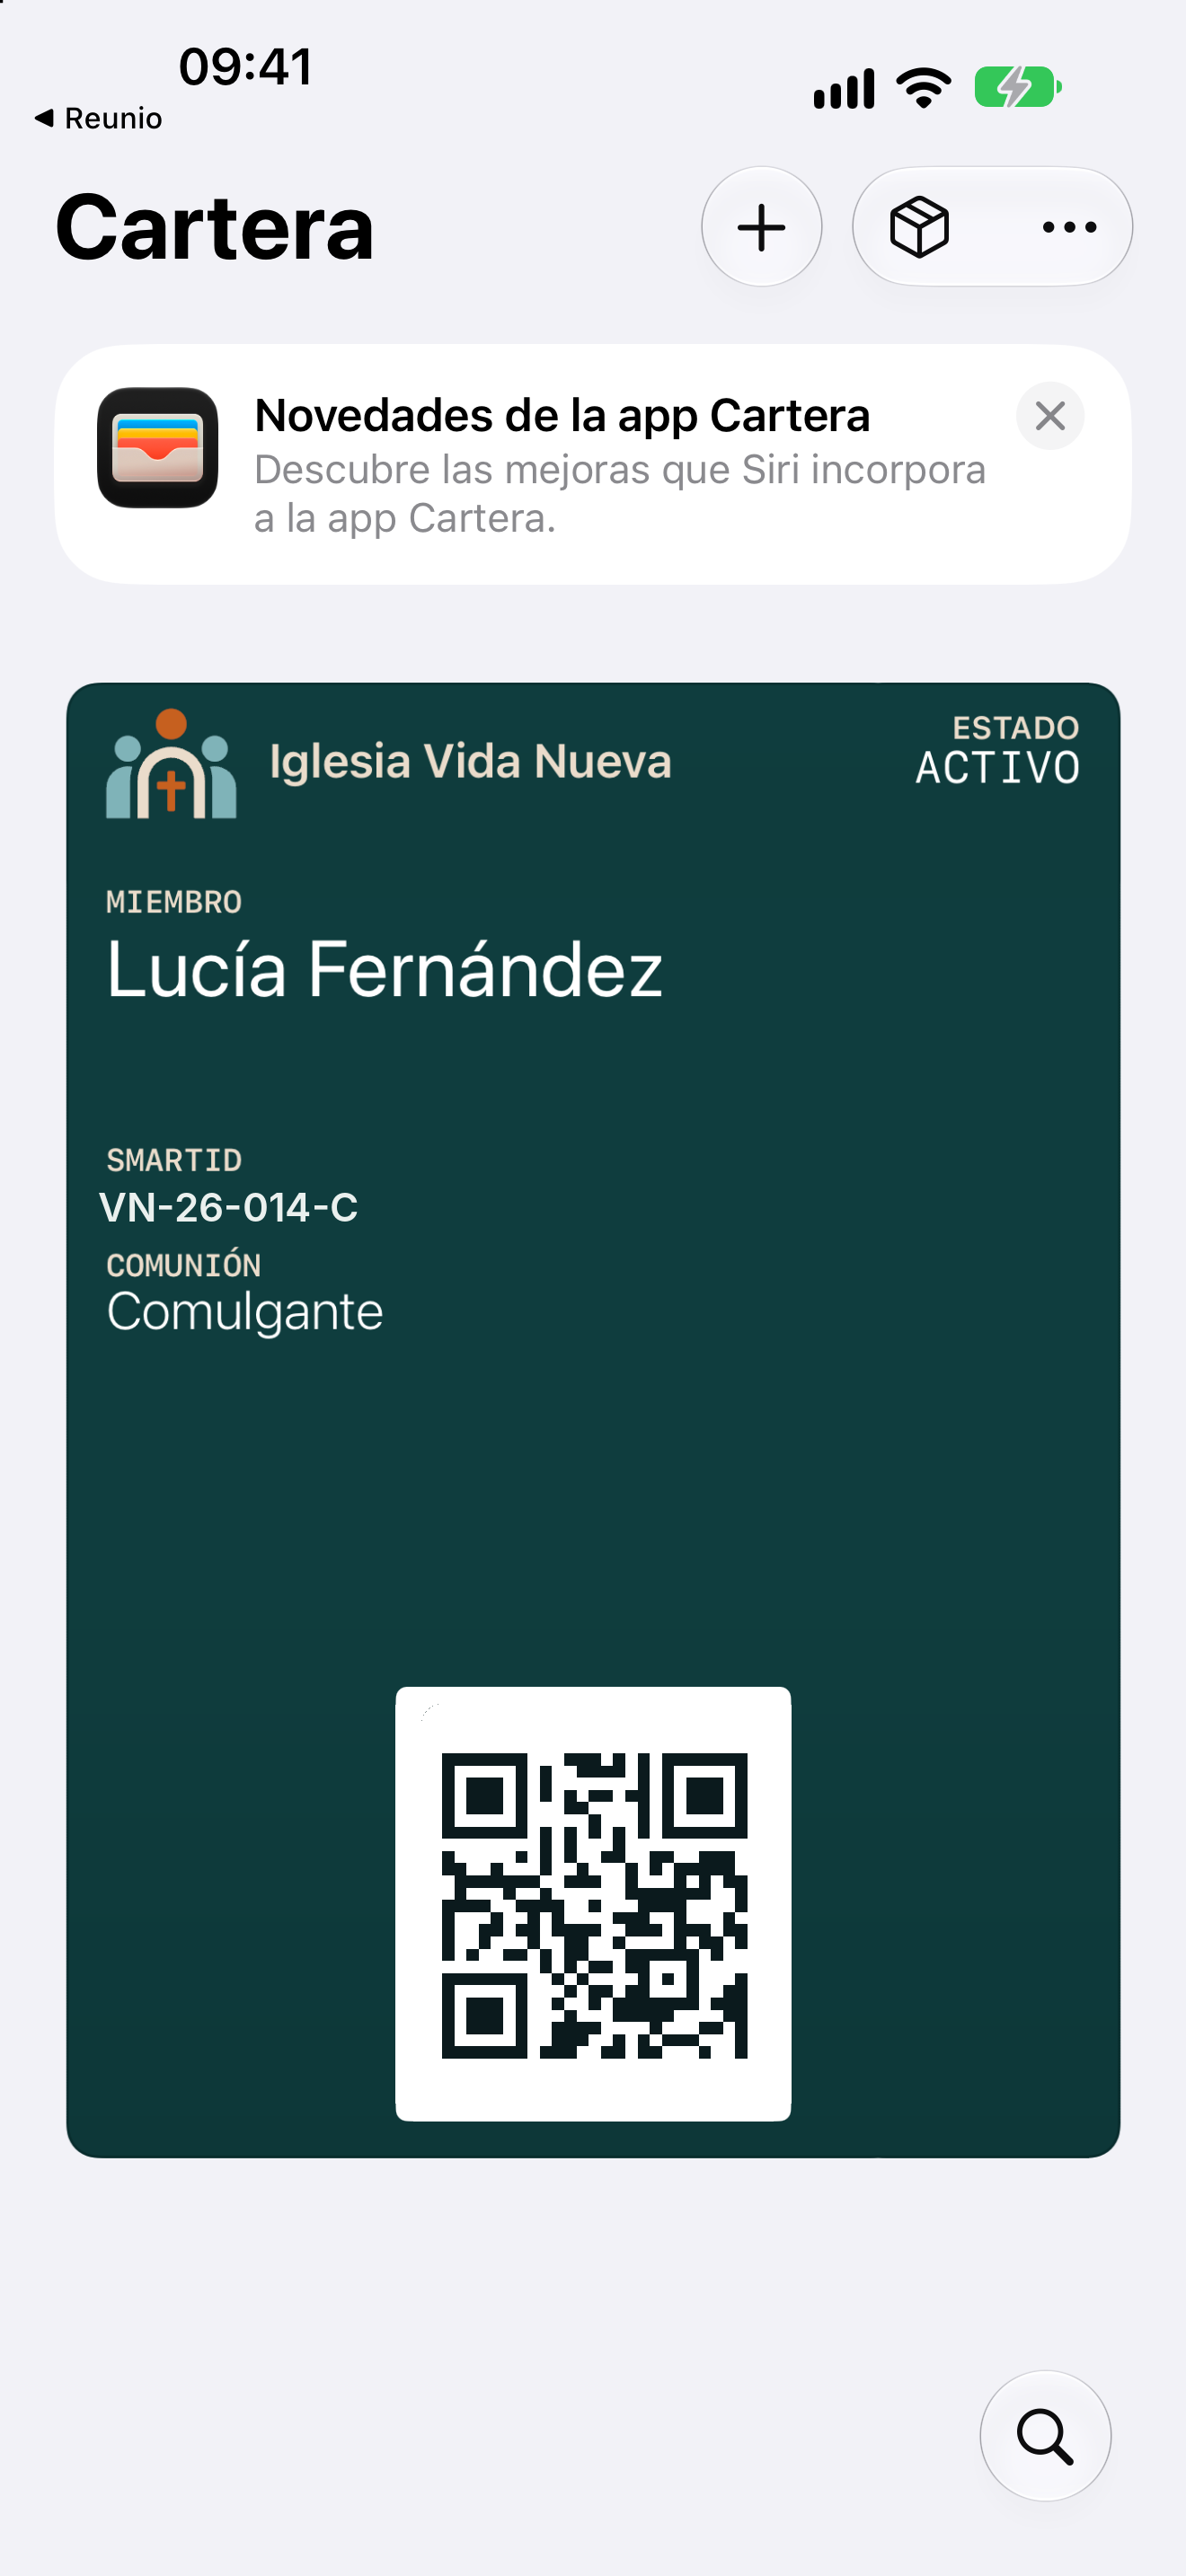 09:41
◀ Reunio
Cartera
Novedades de la app Cartera
Descubre las mejoras que Siri incorpora
a la app Cartera.
Iglesia Vida Nueva
ESTADO
ACTIVO
MIEMBRO
Lucía Fernández
SMARTID
VN-26-014-C
COMUNIÓN
Comulgante